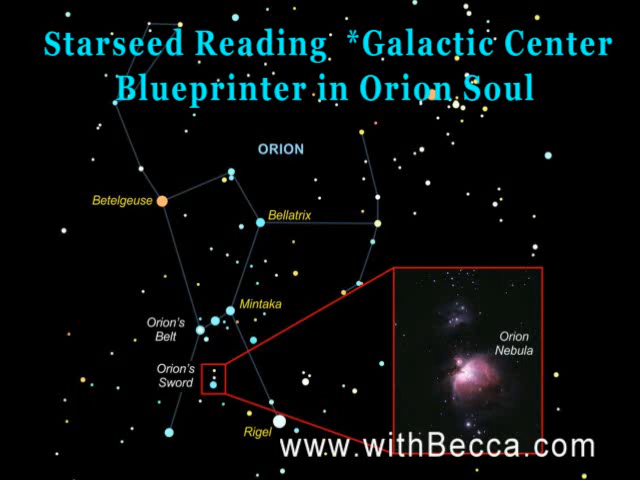 Starseed Reading *Galactic Center
Blueprinter in Orion Soul
ORION
Betelgeuse
Bellatrix
Mintaka
Orion's
Belt
Orion
Nebula
Orion's
Sword
Rigel
www.withBecca.com